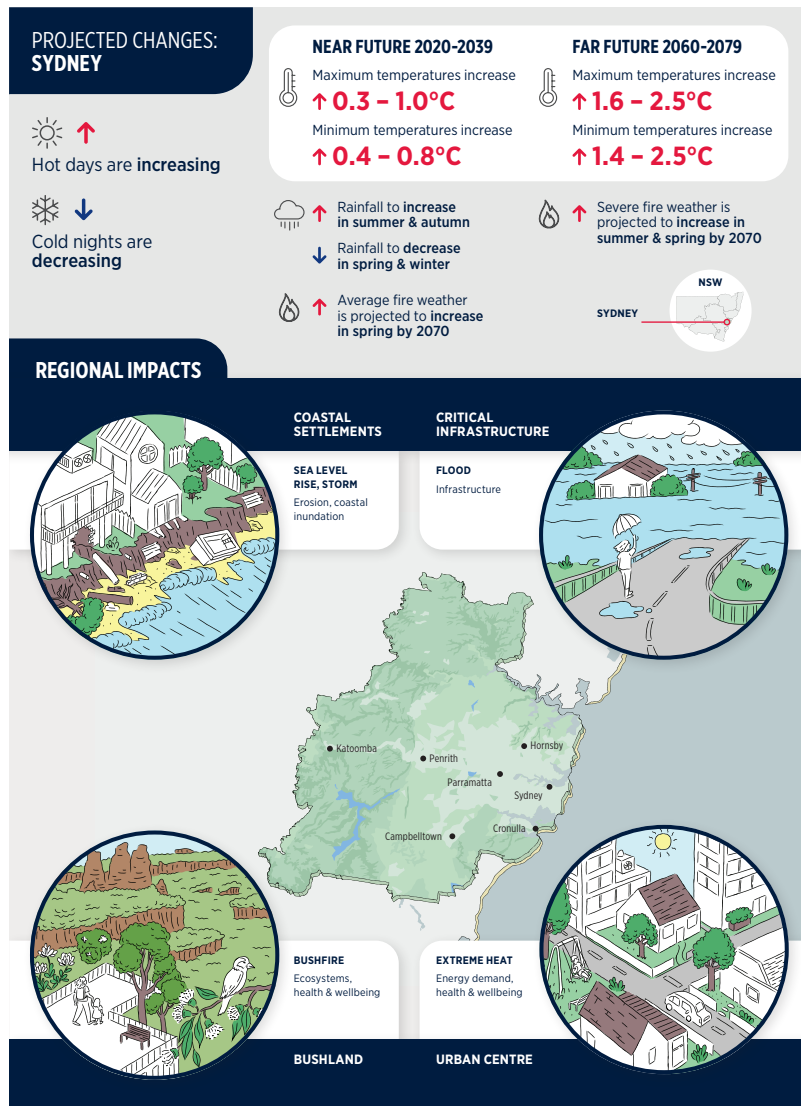 PROJECTED CHANGES:
SYDNEY
Hot days are increasing
Cold nights are
decreasing
NEAR FUTURE 2020-2039
Maximum temperatures increase
↑ 0.3 – 1.0°C
Minimum temperatures increase
↑ 0.4 – 0.8°C
FAR FUTURE 2060-2079
Maximum temperatures increase
↑ 1.6 – 2.5°C
Minimum temperatures increase
↑ 1.4 – 2.5°C
Rainfall to increase
in summer & autumn
Rainfall to decrease
in spring & winter
Average fire weather
is projected to increase
in spring by 2070
Severe fire weather is
projected to increase in
summer & spring by 2070
NSW
SYDNEY
REGIONAL IMPACTS
COASTAL
SETTLEMENTS
SEA LEVEL
RISE, STORM
Erosion, coastal
inundation
CRITICAL
INFRASTRUCTURE
FLOOD
Infrastructure
Katoomba
Penrith
Hornsby
Parramatta
Sydney
Cronulla
Campbelltown
BUSHFIRE
Ecosystems,
health & wellbeing
BUSHLAND
EXTREME HEAT
Energy demand,
health & wellbeing
URBAN CENTRE